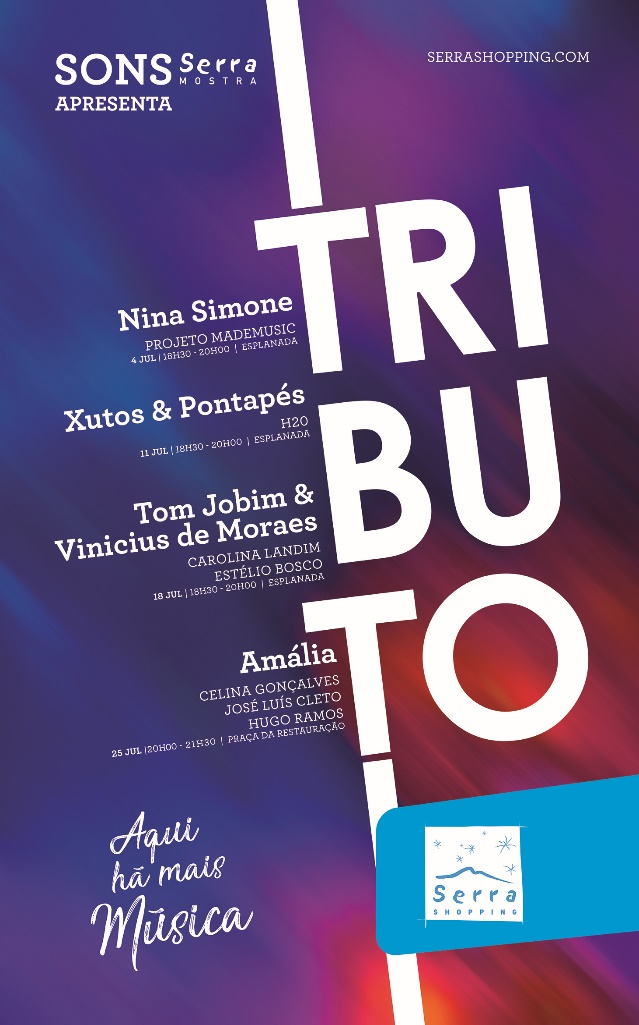 SONS Serra
MOSTRA
APRESENTA
SERRASHOPPING.COM
TRI
BU
TO
Nina Simone
PROJETO MADEMUSIC
4 JUL | 18H30 - 20H00 | ESPLANADA
Xutos & Pontapés
H20
11 JUL | 18H30 - 20H00 | ESPLANADA
Tom Jobim &
Vinicius de Moraes
CAROLINA LANDIM
ESTÉLIO BOSCO
18 JUL | 18H30 - 20H00 | ESPLANADA
Amália
CELINA GONÇALVES
JOSÉ LUÍS CLETO
HUGO RAMOS
25 JUL |20H00 - 21H30 | PRAÇA DA RESTAURAÇÃO
Aqui
há mais
Música
Serra
SHOPPING